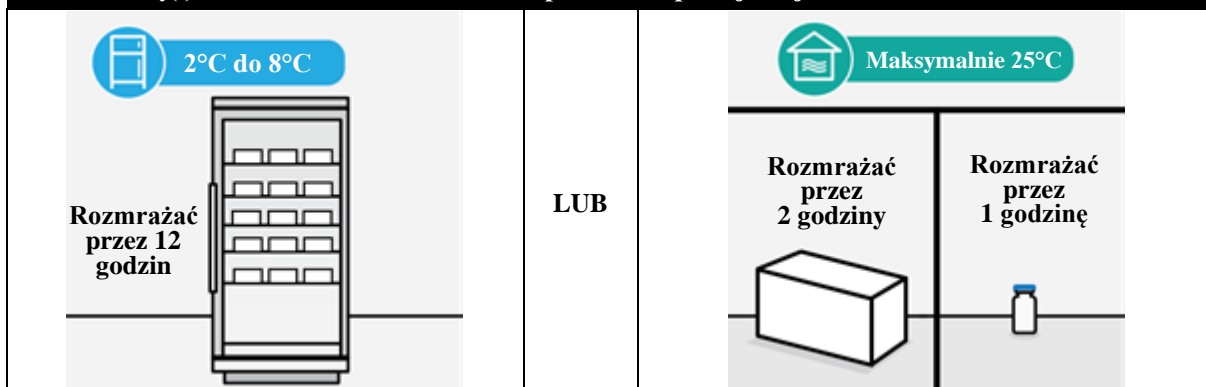 2°C do 8°C
Rozmrażać
przez 12
godzin
LUB
Maksymalnie 25°C
Rozmrażać
przez
2 godziny
Rozmrażać
przez
1 godzinę